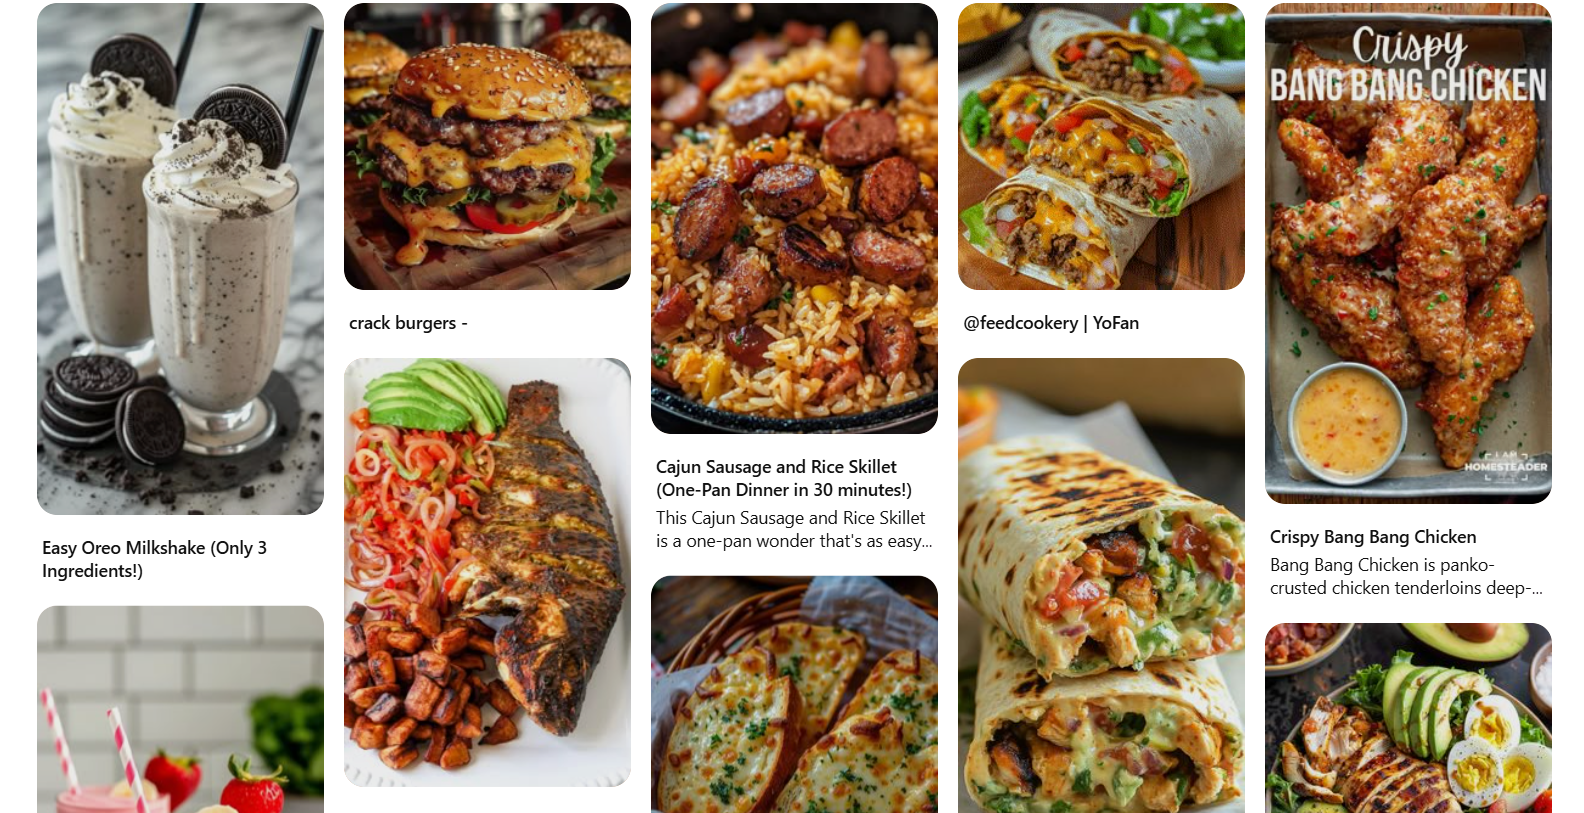 Easy Oreo Milkshake (Only 3
Ingredients!)
crack burgers -
Cajun Sausage and Rice Skillet
(One-Pan Dinner in 30 minutes!)
This Cajun Sausage and Rice Skillet
is a one-pan wonder that's as easy...
@feedcookery | YoFan
Crispy
BANG BANG CHICKEN
I AM
HOMESTEADER
Crispy Bang Bang Chicken
Bang Bang Chicken is panko-
crusted chicken tenderloins deep-...